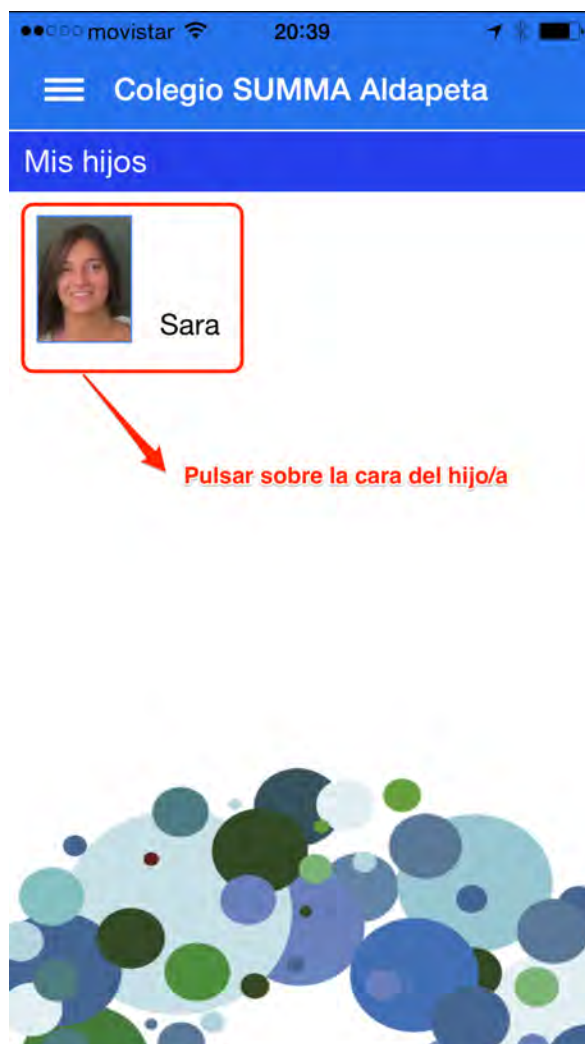 movistar 20:39
Colegio SUMMA Aldapeta
Mis hijos
Sara
Pulsar sobre la cara del hijo/a